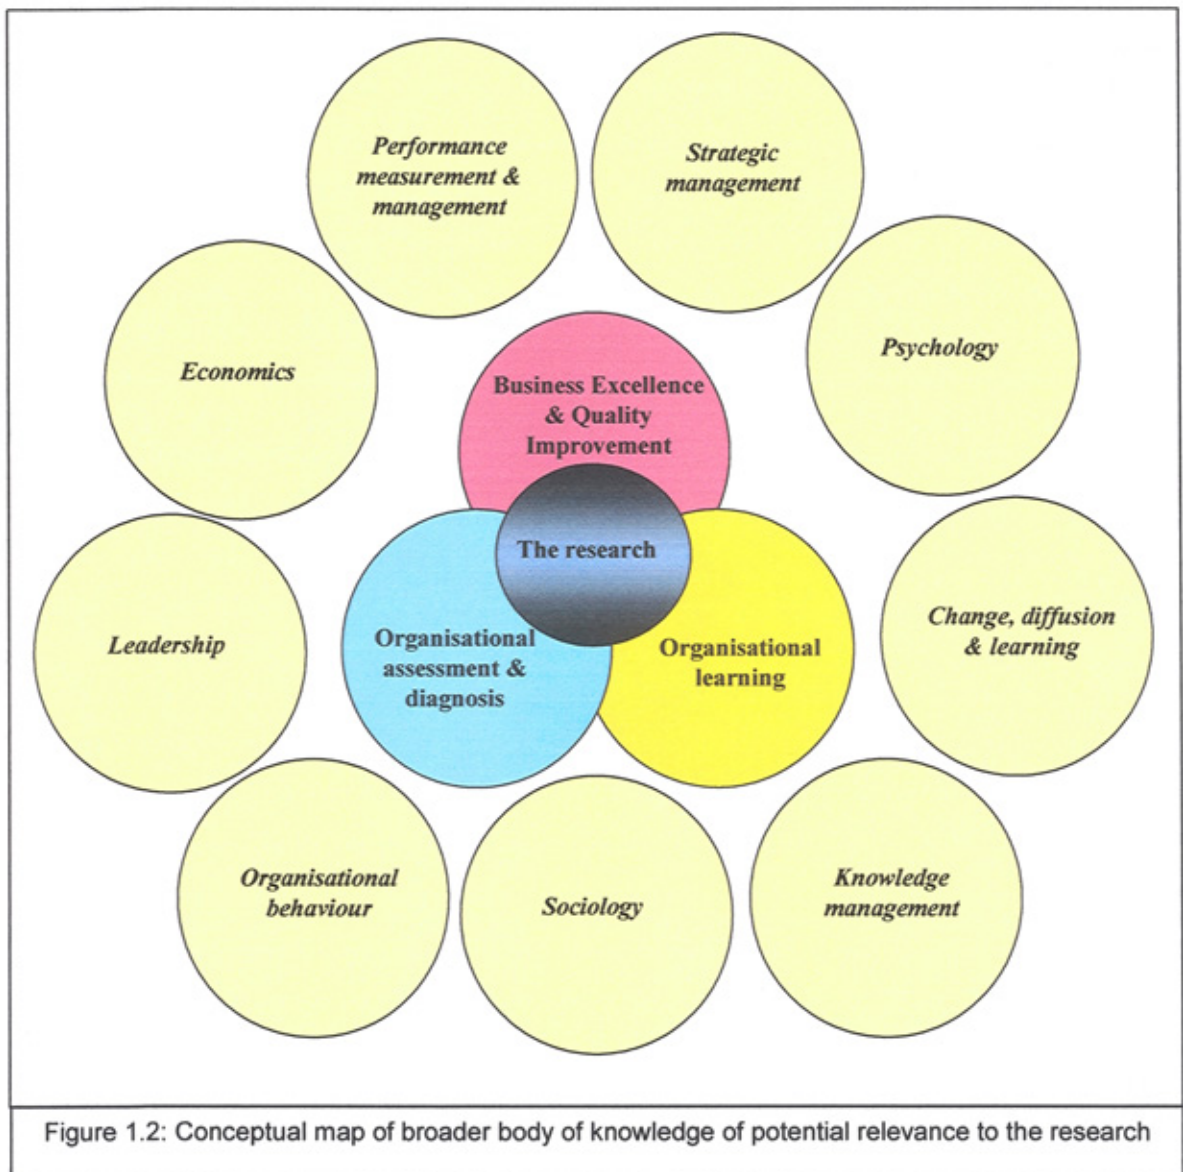 Performance
measurement &
management
Strategic
management
Economics
Psychology
Business Excellence
& Quality
Improvement
The research
Leadership
Organisational
assessment &
diagnosis
Organisational
learning
Change, diffusion
& learning
Organisational
behaviour
Sociology
Knowledge
management
Figure 1.2: Conceptual map of broader body of knowledge of potential relevance to the research